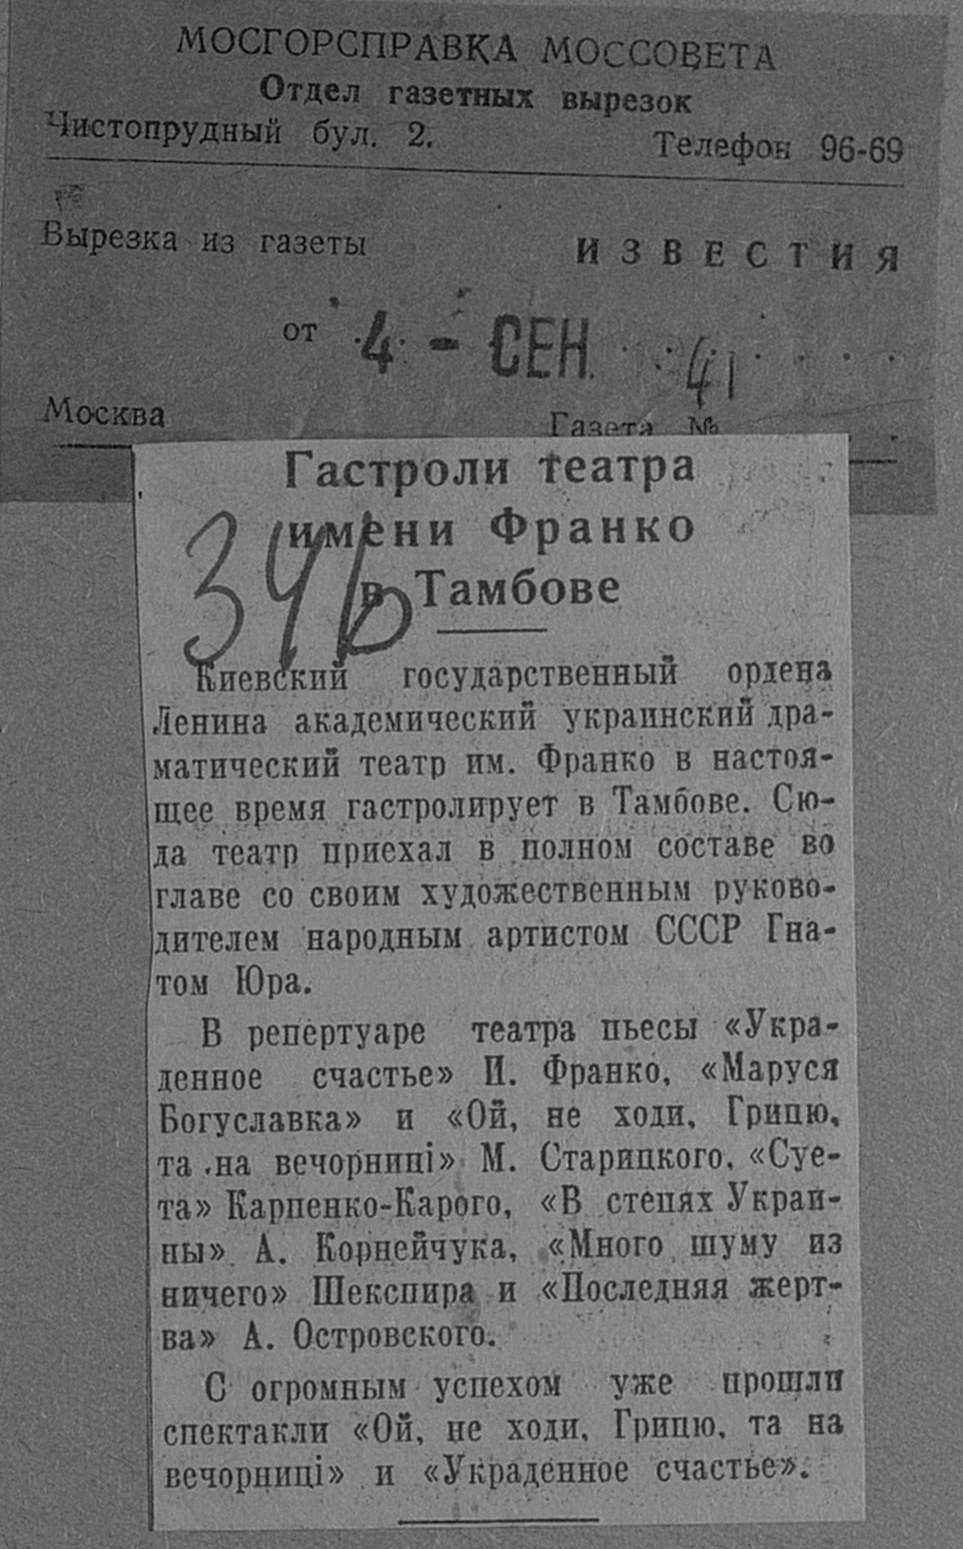 МОСГОРСПРАВКА МОССОВЕТА
Отдел газетных вырезок
Чистопрудный бул. 2. Телефон 96-69
Вырезка из газеты ИЗВЕСТИЯ
от 4 - СЕН. 41
Москва Газета №
Гастроли театра
имени Франко
в Тамбове
34
Киевский государственный ордена
Ленина академический украинский дра-
матический театр им. Франко в настоя-
щее время гастролирует в Тамбове. Сю-
да театр приехал в полном составе во
главе со своим художественным руково-
дителем народным артистом СССР Гна-
том Юра.
В репертуаре театра пьесы «Укра-
денное счастье» И. Франко, «Маруся
Богуславка» и «Ой, не ходи, Грицю,
та на вечорниці» М. Старицкого, «Суе-
та» Карпенко-Карого, «В степях Украи-
ны» А. Корнейчука, «Много шуму из
ничего» Шекспира и «Последняя жерт-
ва» А. Островского.
С огромным успехом уже прошли
спектакли «Ой, не ходи, Грицю, та на
вечорниці» и «Украденное счастье».